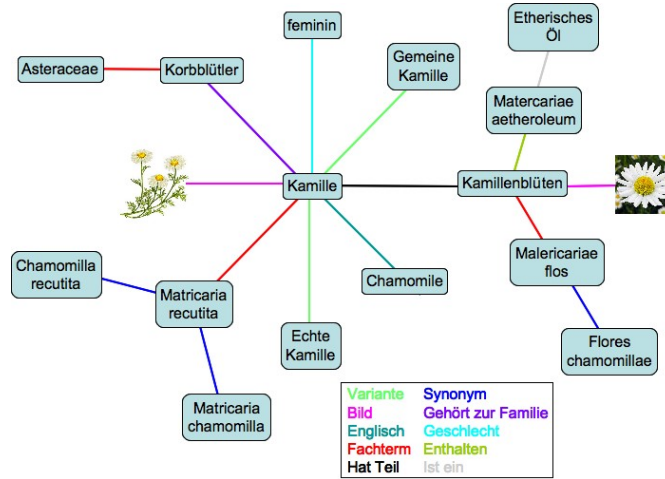 feminin
Etherisches
Öl
Gemeine
Kamille
Asteraceae
Korbblütler
Matercariae
aetheroleum
Kamille
Kamillenblüten
Chamomilla
recutita
Matricaria
recutita
Chamomile
Malericariae
flos
Echte
Kamille
Flores
chamomillae
Matricaria
chamomilla
Variante Synonym
Bild Gehört zur Familie
Englisch Geschlecht
Fachterm Enthalten
Hat Teil Ist ein